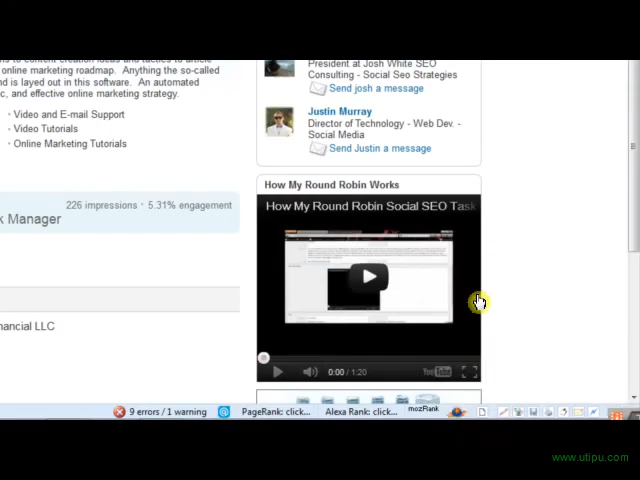 online marketing roadmap. Anything the so-called
nd is layed out in this software. An automated
c, and effective online marketing strategy.
Video and E-mail Support
Video Tutorials
Online Marketing Tutorials
226 impressions · 5.31% engagement
k Manager
nancial LLC
President at Josh White SEO
Consulting - Social Seo Strategies
Send josh a message
Justin Murray
Director of Technology - Web Dev. -
Social Media
Send Justin a message
How My Round Robin Works
How My Round Robin Social SEO Task
0:00 / 1:20
YouTube
9 errors / 1 warning
PageRank: click...
Alexa Rank: click...
mozRank
www.utipu.com